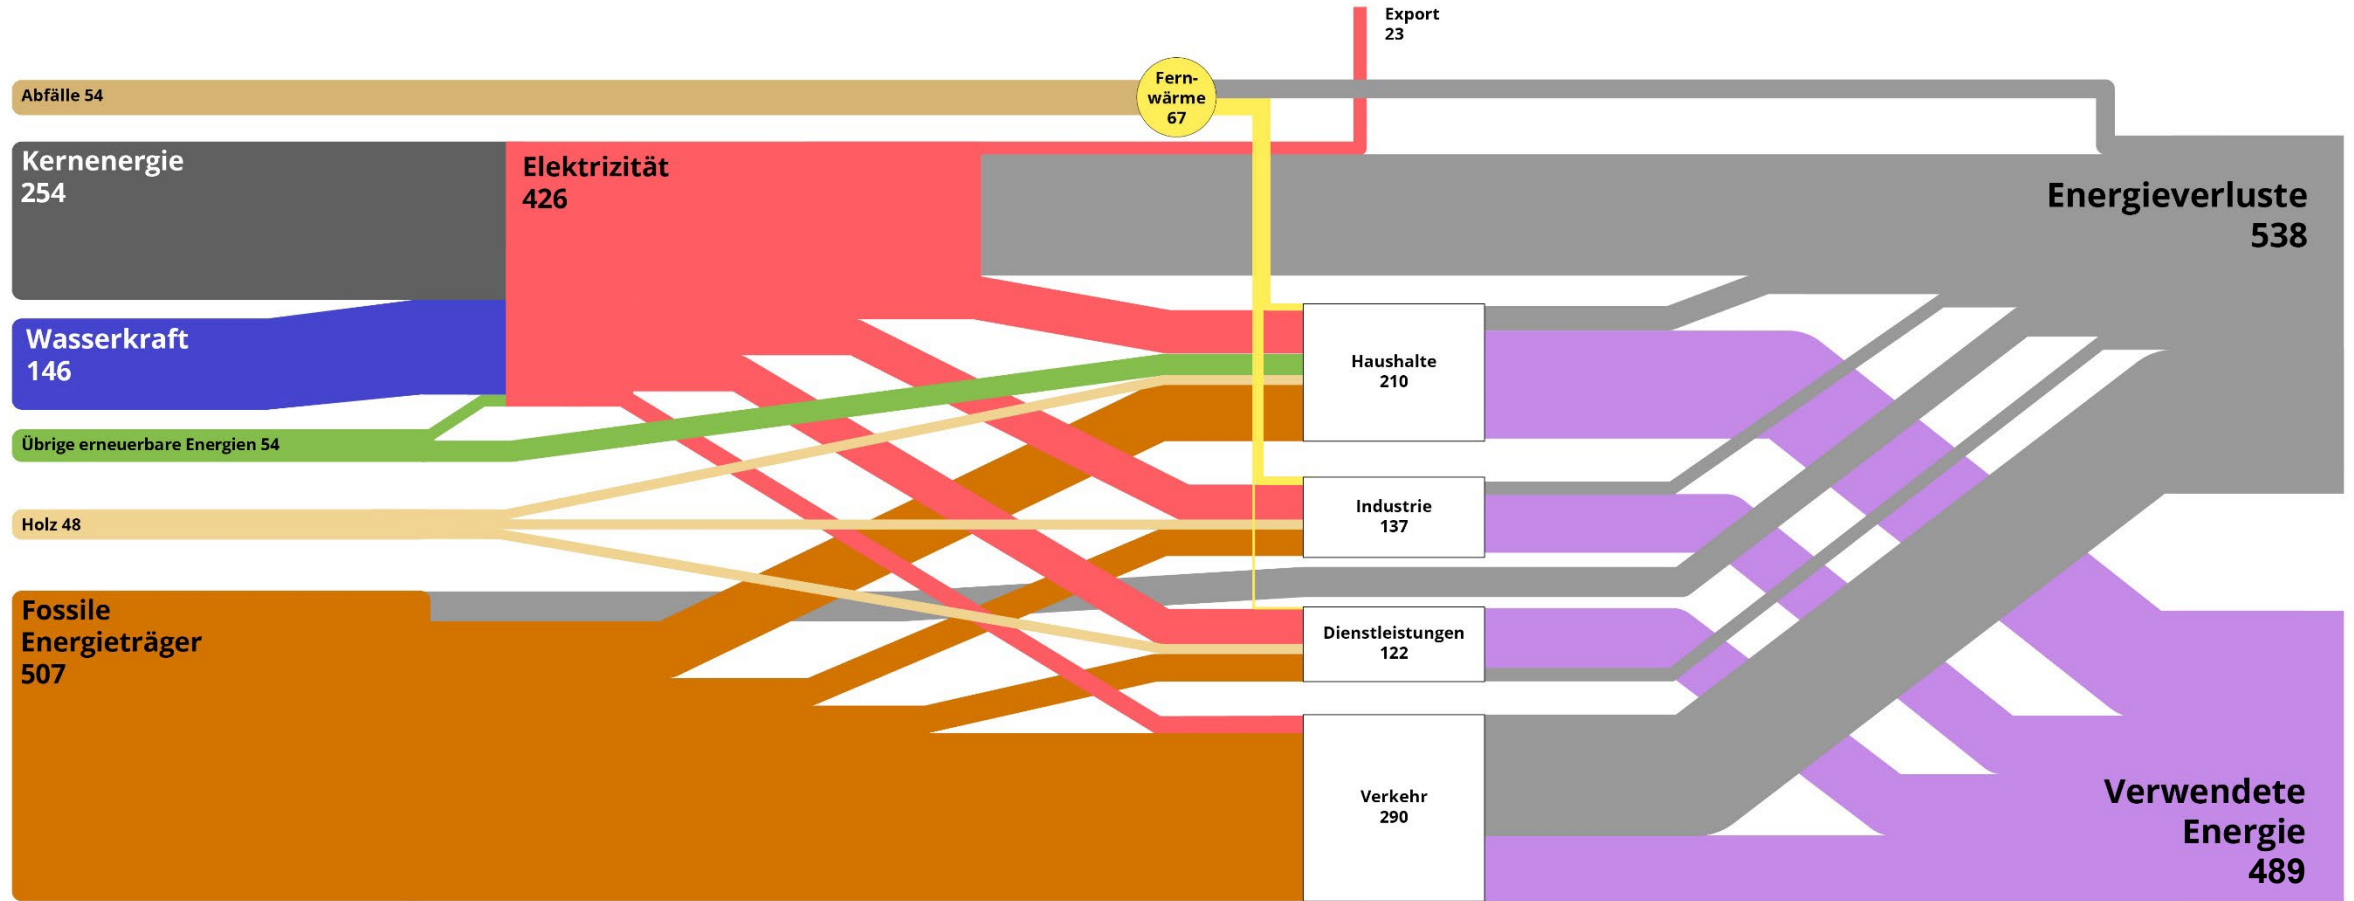 Export
23
Abfälle 54
Fern-
wärme
67
Kernenergie
254
Elektrizität
426
Energieverluste
538
Wasserkraft
146
Haushalte
210
Übrige erneuerbare Energien 54
Holz 48
Industrie
137
Fossile
Energieträger
507
Dienstleistungen
122
Verkehr
290
Verwendete
Energie
489